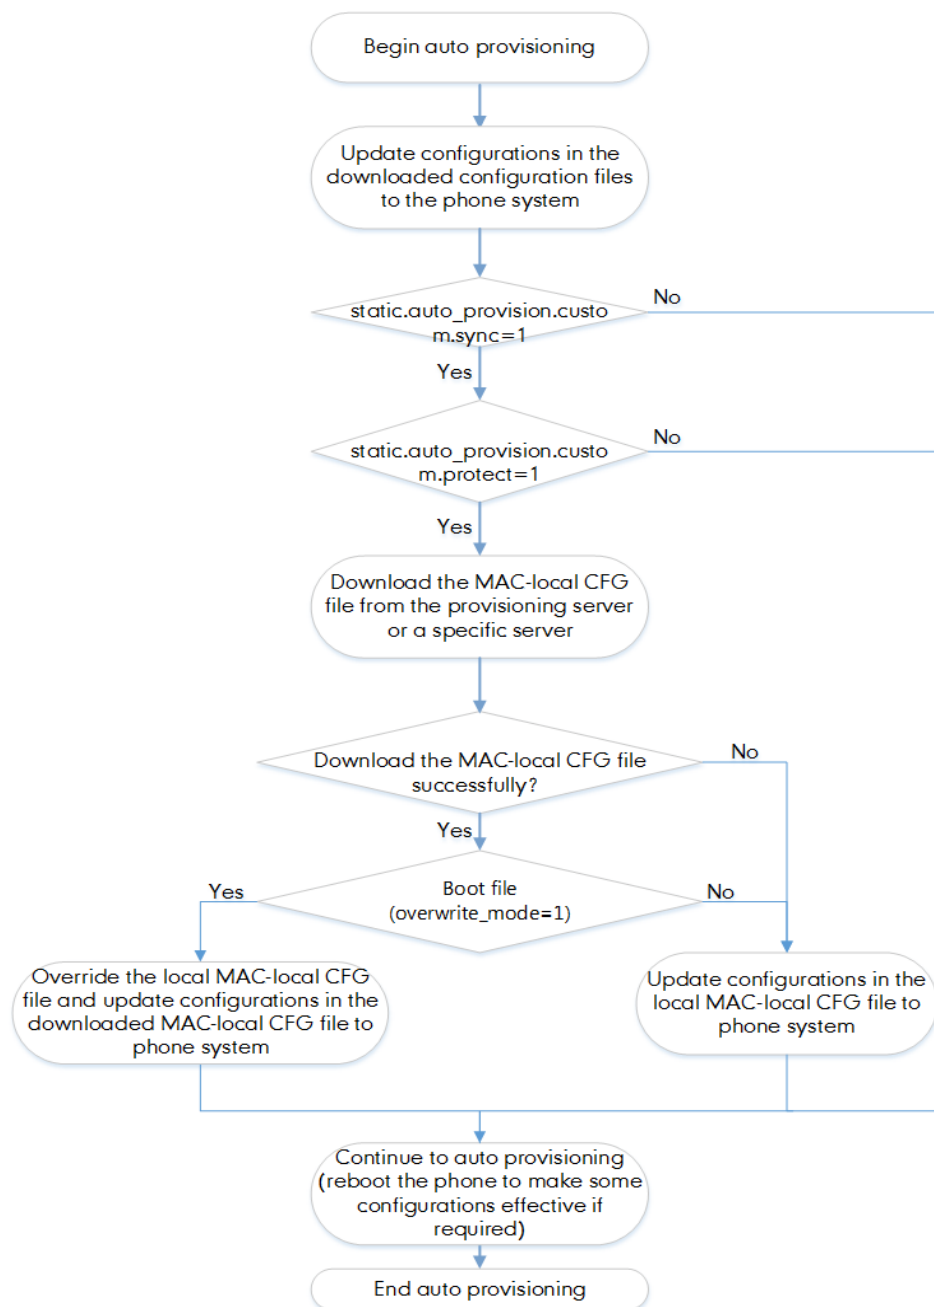 Begin auto provisioning
Update configurations in the
downloaded configuration files
to the phone system
No
static.auto_provision.custo
m.sync=1
Yes
No
static.auto_provision.custo
m.protect=1
Yes
Download the MAC-local CFG
file from the provisioning server
or a specific server
No
Download the MAC-local CFG file
successfully?
Yes
Yes
Boot file
(overwrite_mode=1)
No
Override the local MAC-local CFG
file and update configurations in the
downloaded MAC-local CFG file to
phone system
Update configurations in the
local MAC-local CFG file to
phone system
Continue to auto provisioning
(reboot the phone to make some
configurations effective if
required)
End auto provisioning